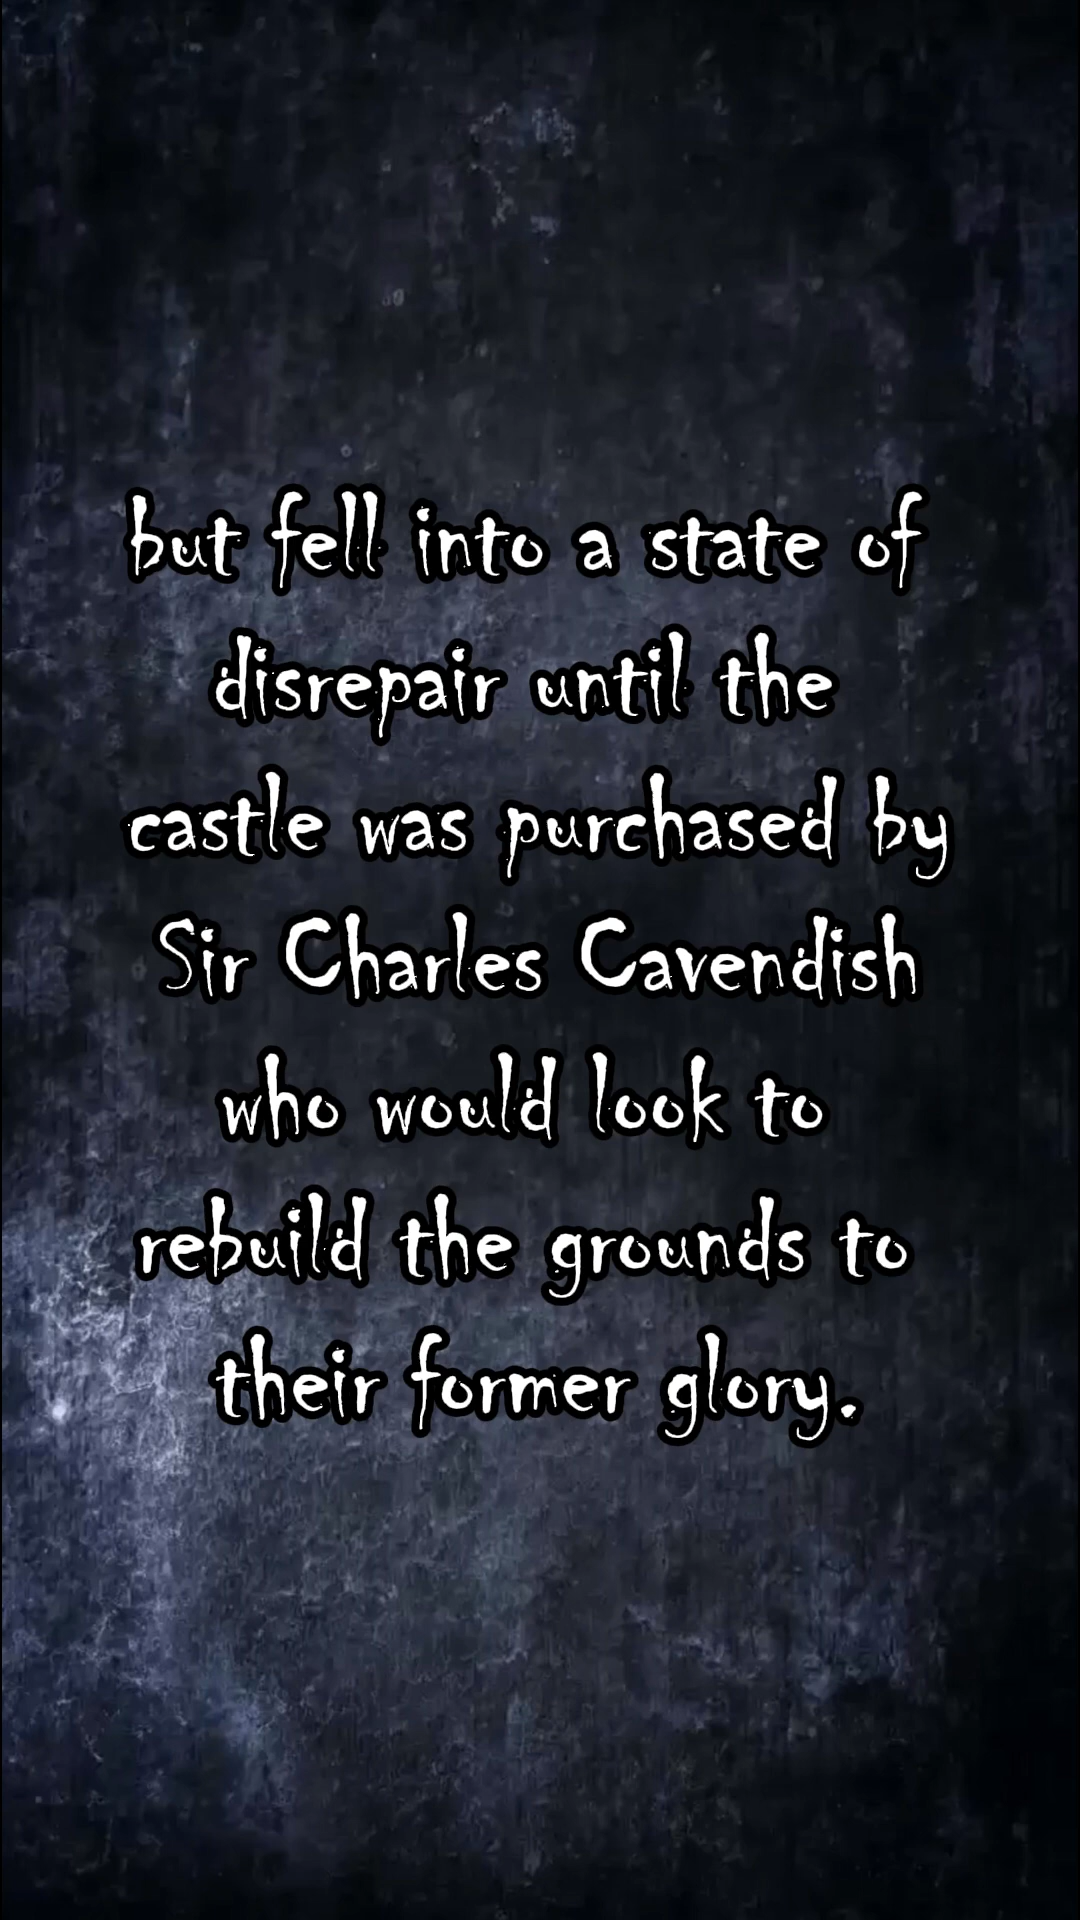 but fell into a state of
disrepair until the
castle was purchased by
Sir Charles Cavendish
who would look to
rebuild the grounds to
their former glory.